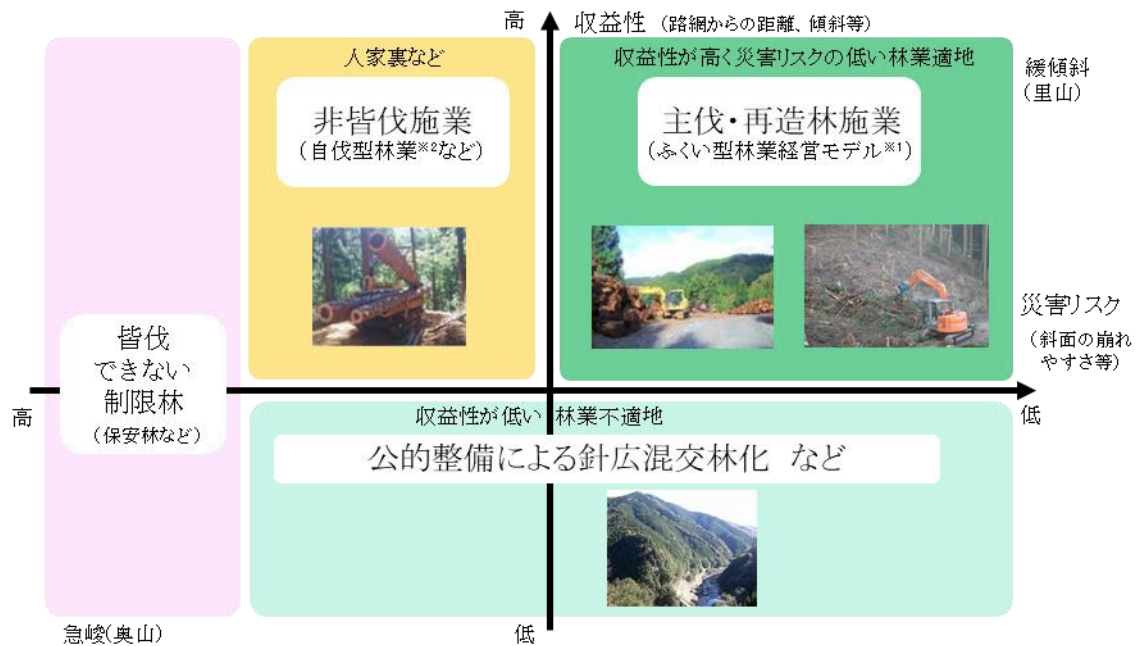 高
収益性 (路網からの距離、傾斜等)
人家裏など
非皆伐施業
(自伐型林業※2など)
収益性が高く災害リスクの低い林業適地
主伐・再造林施業
(ふくい型林業経営モデル※1)
緩傾斜
(里山)
災害リスク
(斜面の崩れ
やすさ等)
皆伐
できない
制限林
(保安林など)
高
低
収益性が低い 林業不適地
公的整備による針広混交林化 など
急峻(奥山)
低